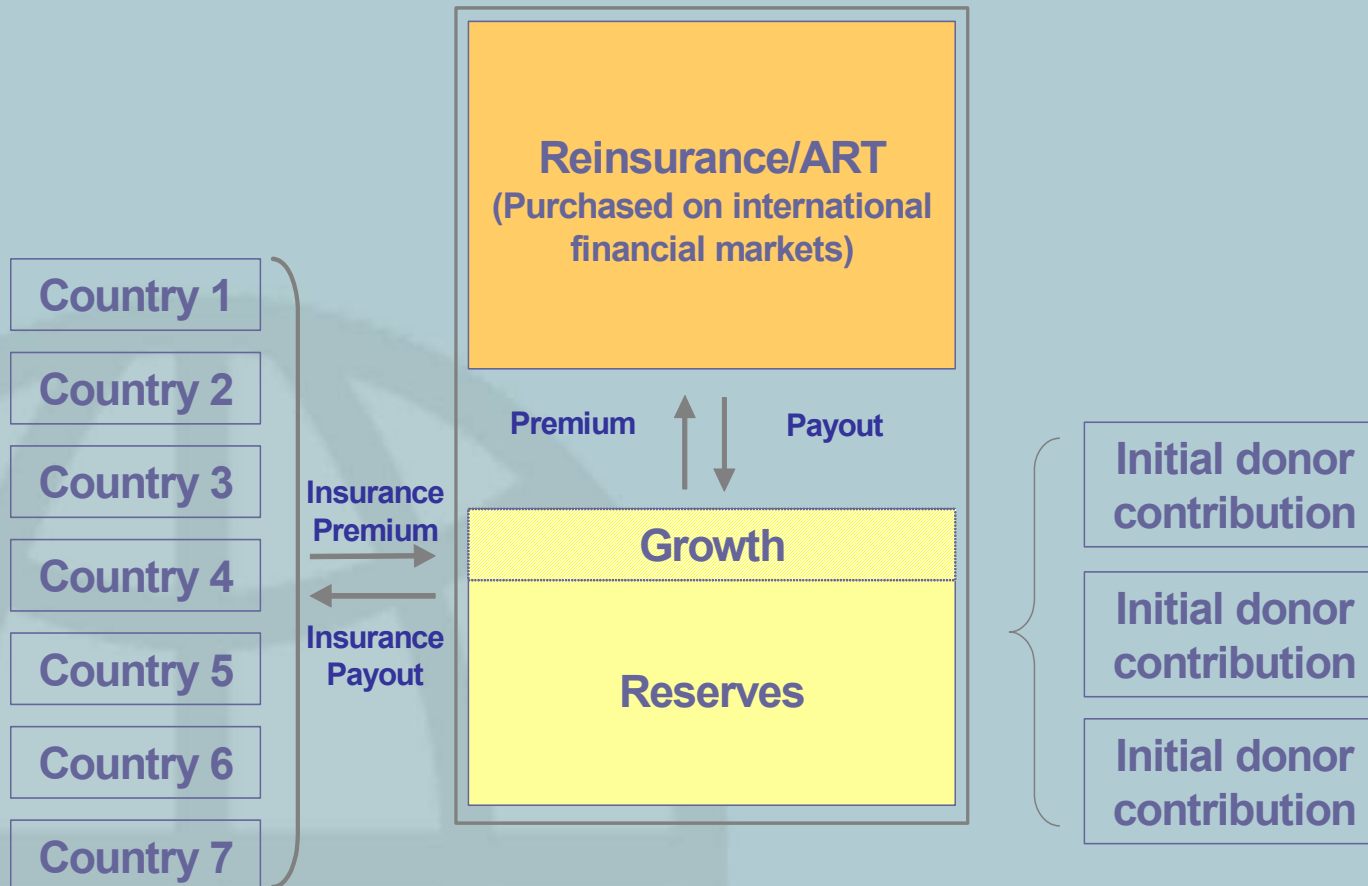 Reinsurance/ART
(Purchased on international
financial markets)
Country 1
Country 2
Country 3
Country 4
Country 5
Country 6
Country 7
Insurance
Premium
Insurance
Payout
Premium
Payout
Growth
Reserves
Initial donor
contribution
Initial donor
contribution
Initial donor
contribution